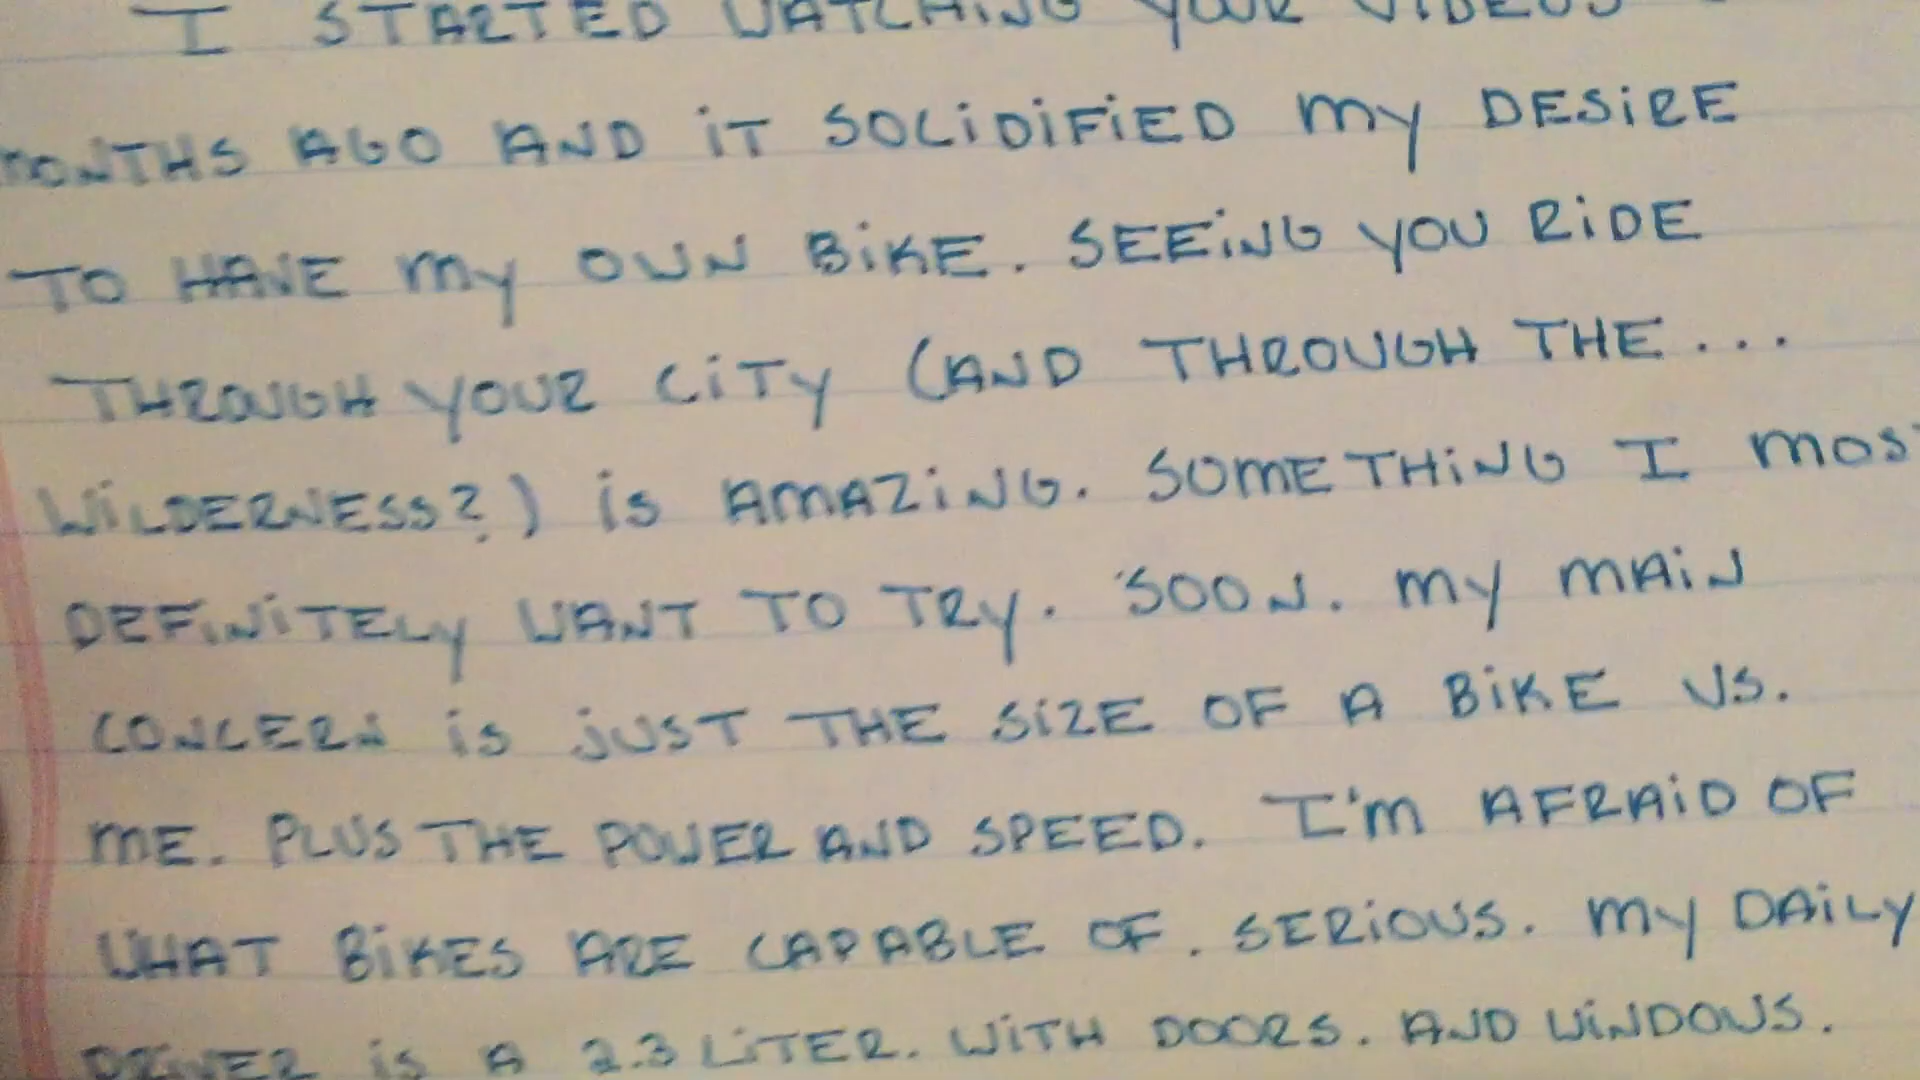 I STARTED WATCHING YOUR VIDEOS
MONTHS AGO AND iT SOLiDiFiED my DESiRE
TO HAVE my OWN BiKE. SEEiNG YOU RiDE
THROUGH YOUR CiTY (AND THROUGH THE...
WiLDERNESS?) iS AMAZiNG. SOMETHiNG I MOST
DEFiNiTELY WANT TO TRY. SOON. MY MAiN
CONCERN iS jUST THE SiZE OF A BiKE VS.
ME. PLUS THE POWER AND SPEED. I'm AFRAiD OF
WHAT BiKES ARE CAPABLE OF. SERiOUS. MY DAiLY
DRiVER iS A 2.3 LiTER. WiTH DOORS. AND WiNDOWS.